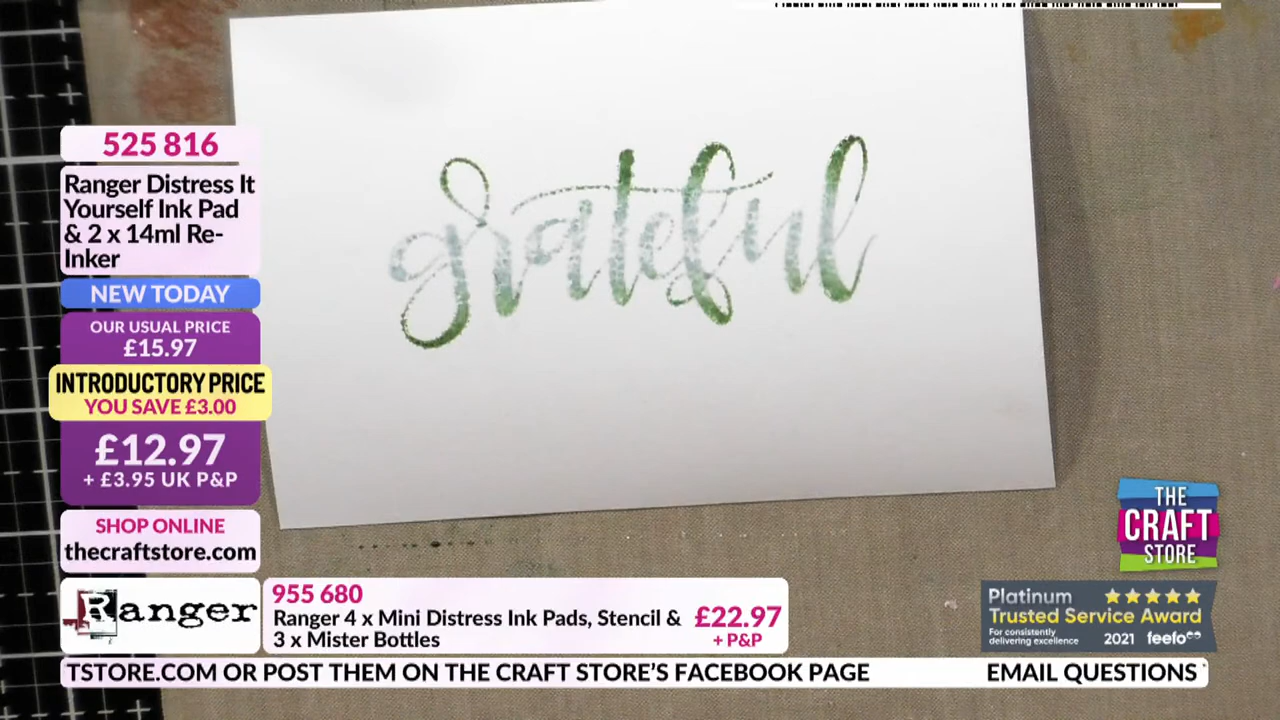 grateful
525 816
Ranger Distress It
Yourself Ink Pad
& 2 x 14ml Re-
Inker
NEW TODAY
OUR USUAL PRICE
£15.97
INTRODUCTORY PRICE
YOU SAVE £3.00
£12.97
+ £3.95 UK P&P
SHOP ONLINE
thecraftstore.com
Ranger
955 680
Ranger 4 x Mini Distress Ink Pads, Stencil &
3 x Mister Bottles
£22.97
+ P&P
THE
CRAFT
STORE
Platinum
Trusted Service Award
For consistently
delivering excellence
2021 feefo
TSTORE.COM OR POST THEM ON THE CRAFT STORE'S FACEBOOK PAGE EMAIL QUESTIONS